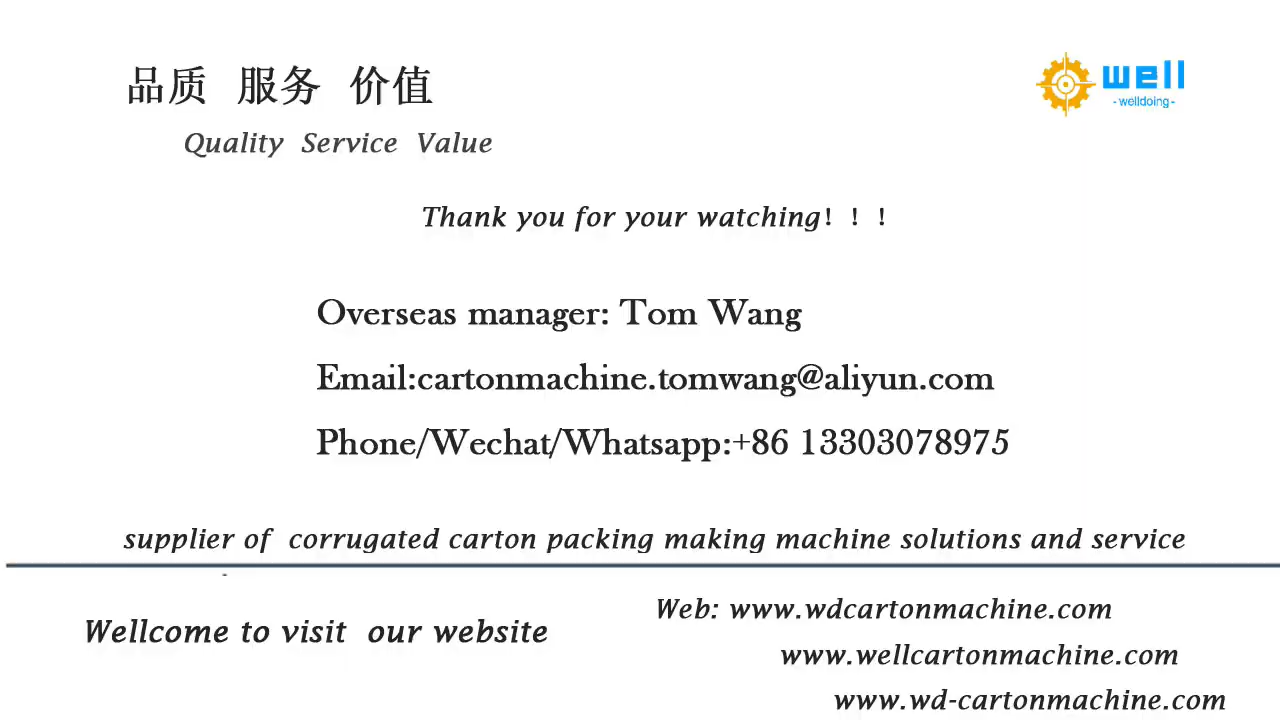 品质 服务 价值
well
-welldoing-
Quality Service Value
Thank you for your watching！！！
Overseas manager: Tom Wang
Email:cartonmachine.tomwang@aliyun.com
Phone/Wechat/Whatsapp:+86 13303078975
supplier of corrugated carton packing making machine solutions and service
Wellcome to visit our website
Web: www.wdcartonmachine.com
www.wellcartonmachine.com
www.wd-cartonmachine.com